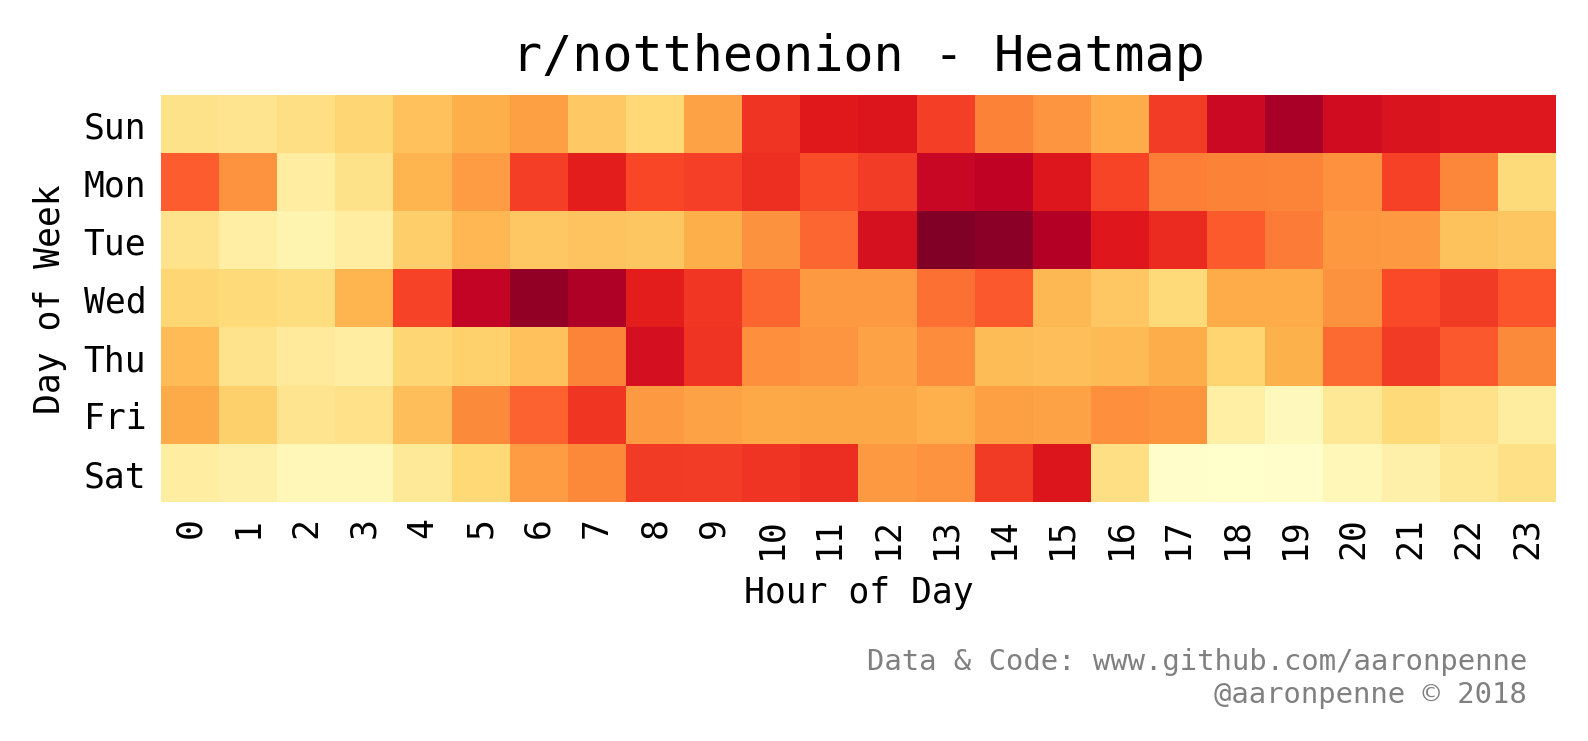 r/nottheonion - Heatmap
Day of Week
Sun
Mon
Tue
Wed
Thu
Fri
Sat
0 1 2 3 4 5 6 7 8 9 10 11 12 13 14 15 16 17 18 19 20 21 22 23
Hour of Day
Data & Code: www.github.com/aaronpenne
@aaronpenne © 2018